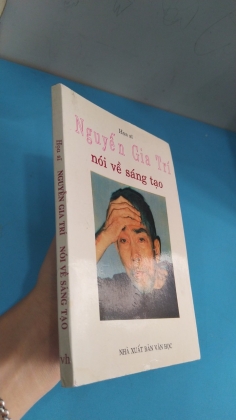 Họa sĩ
Nguyễn Gia Trí
nói về sáng tạo
NHÀ XUẤT BẢN VĂN HỌC
Họa sĩ NGUYỄN GIA TRÍ NÓI VỀ SÁNG TẠO vh